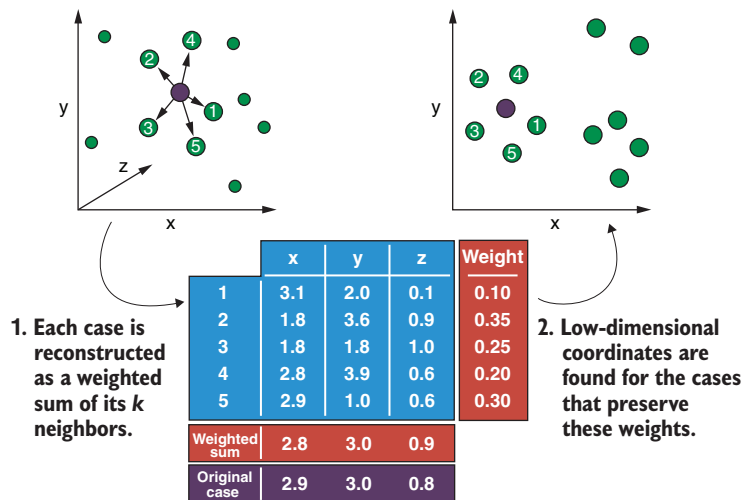 4
2
1
3
5
y
z
x
2
4
3
1
5
y
x
x y z Weight
1 3.1 2.0 0.1 0.10
2 1.8 3.6 0.9 0.35
3 1.8 1.8 1.0 0.25
4 2.8 3.9 0.6 0.20
5 2.9 1.0 0.6 0.30
Weighted
sum 2.8 3.0 0.9
Original
case 2.9 3.0 0.8
1. Each case is
reconstructed
as a weighted
sum of its k
neighbors.
2. Low-dimensional
coordinates are
found for the cases
that preserve
these weights.